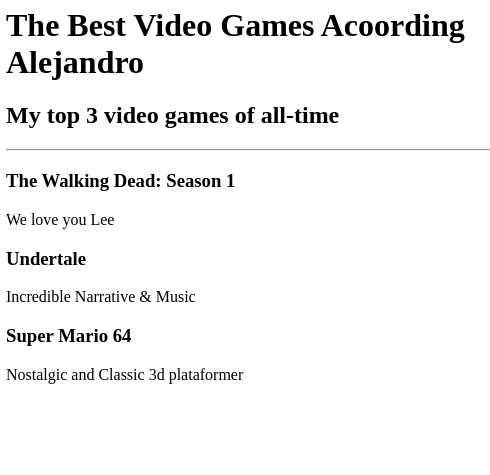 The Best Video Games Acoording
Alejandro
My top 3 video games of all-time
The Walking Dead: Season 1
We love you Lee
Undertale
Incredible Narrative & Music
Super Mario 64
Nostalgic and Classic 3d plataformer